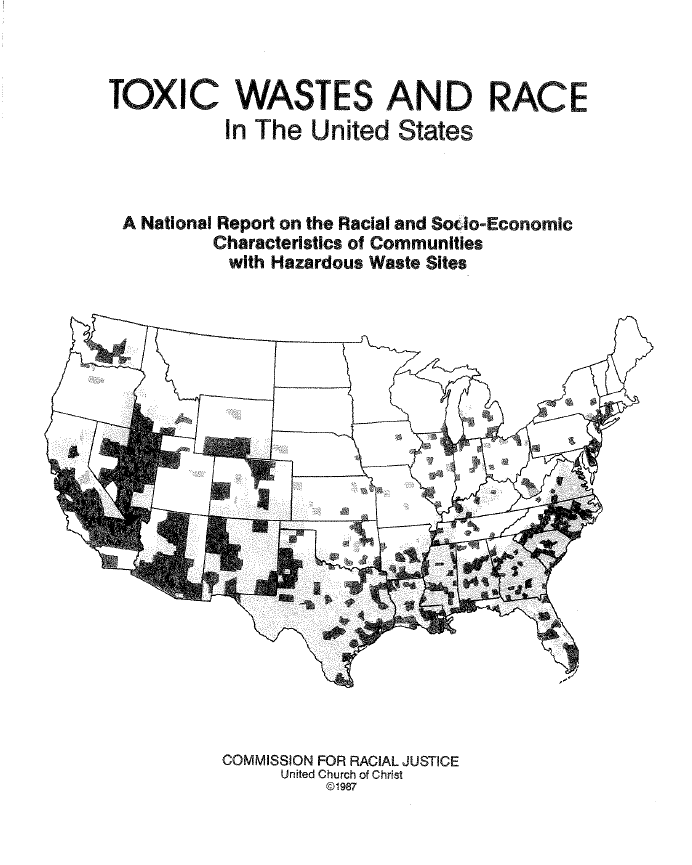 TOXIC WASTES AND RACE
In The United States
A National Report on the Racial and Socio-Economic
Characteristics of Communities
with Hazardous Waste Sites
COMMISSION FOR RACIAL JUSTICE
United Church of Christ
©1987